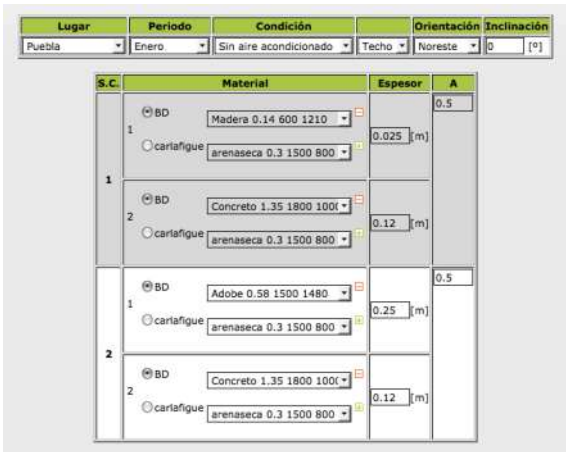 Lugar Periodo Condición Orientación Inclinación
Puebla Enero Sin aire acondicionado Techo Noreste 0 [º]
S.C. Material Espesor A
1
1 BD Madera 0.14 600 1210
carlafigue arenaseca 0.3 1500 800
0.025 [m]
0.5
2 BD Concreto 1.35 1800 100(
carlafigue arenaseca 0.3 1500 800
0.12 [m]
2
1 BD Adobe 0.58 1500 1480
carlafigue arenaseca 0.3 1500 800
0.25 [m]
0.5
2 BD Concreto 1.35 1800 100(
carlafigue arenaseca 0.3 1500 800
0.12 [m]